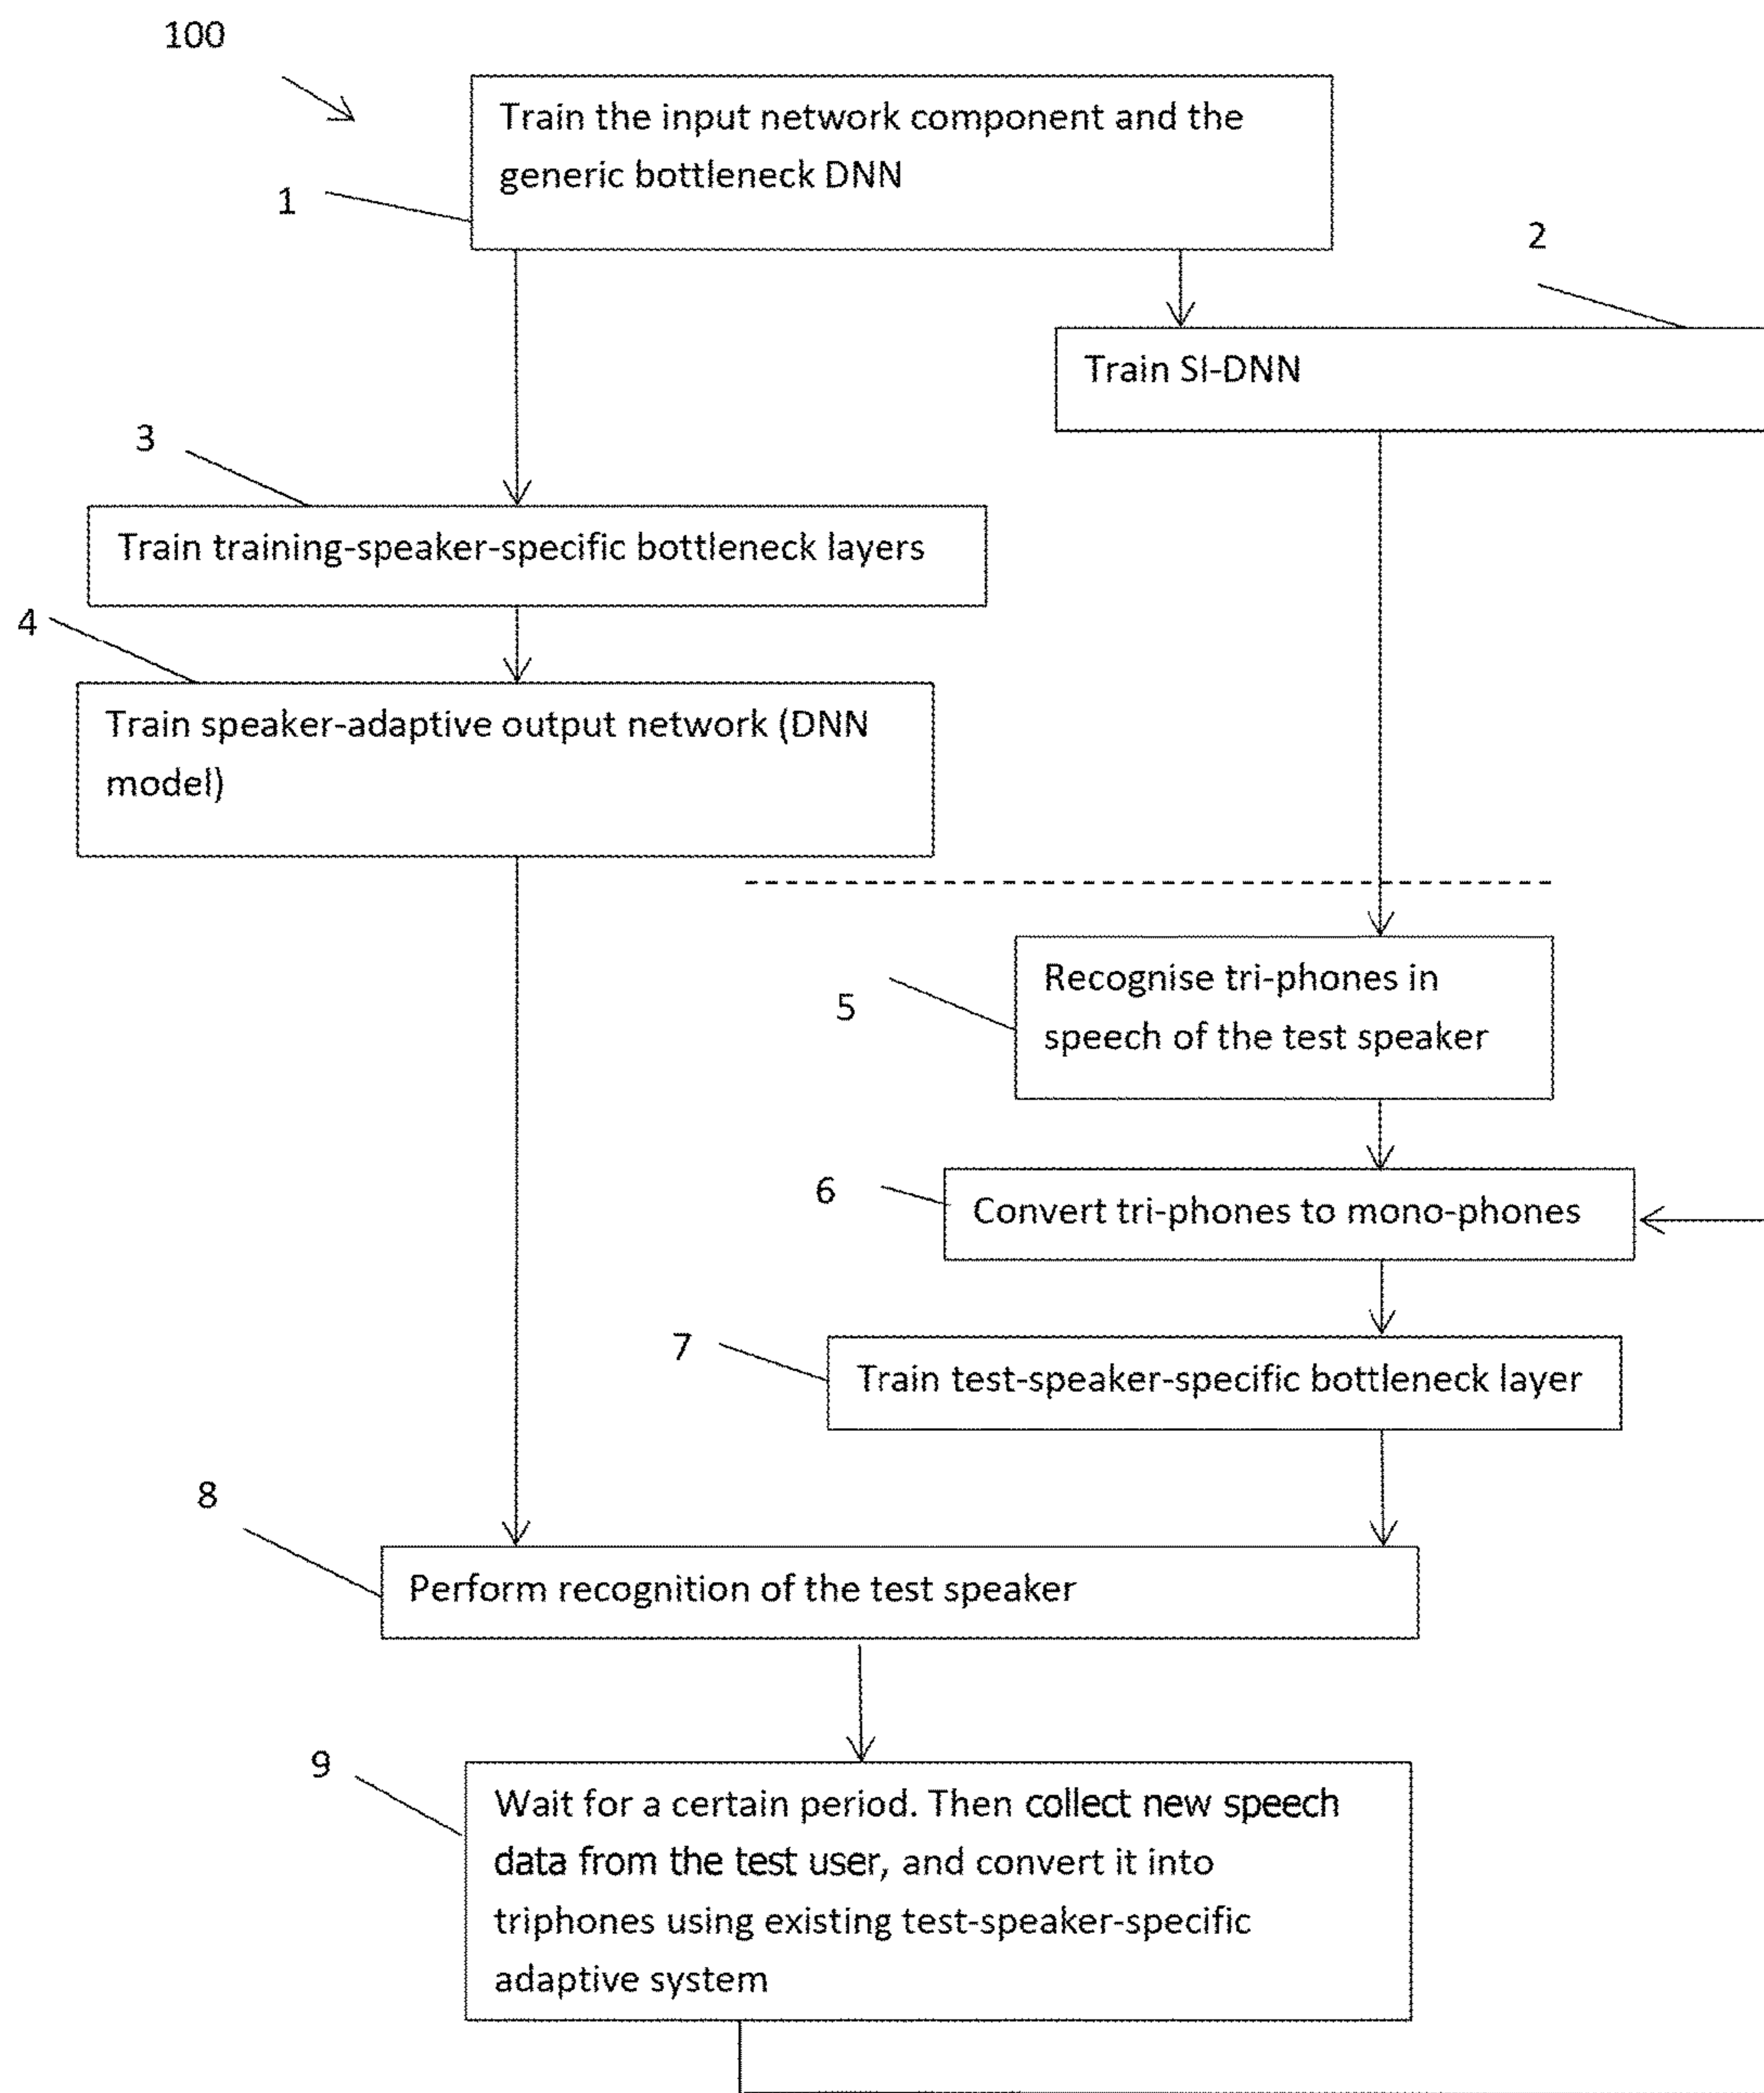 100
Train the input network component and the
generic bottleneck DNN
1
2
Train SI-DNN
3
Train training-speaker-specific bottleneck layers
4
Train speaker-adaptive output network (DNN
model)
5
Recognise tri-phones in
speech of the test speaker
6
Convert tri-phones to mono-phones
7
Train test-speaker-specific bottleneck layer
8
Perform recognition of the test speaker
9
Wait for a certain period. Then collect new speech
data from the test user, and convert it into
triphones using existing test-speaker-specific
adaptive system